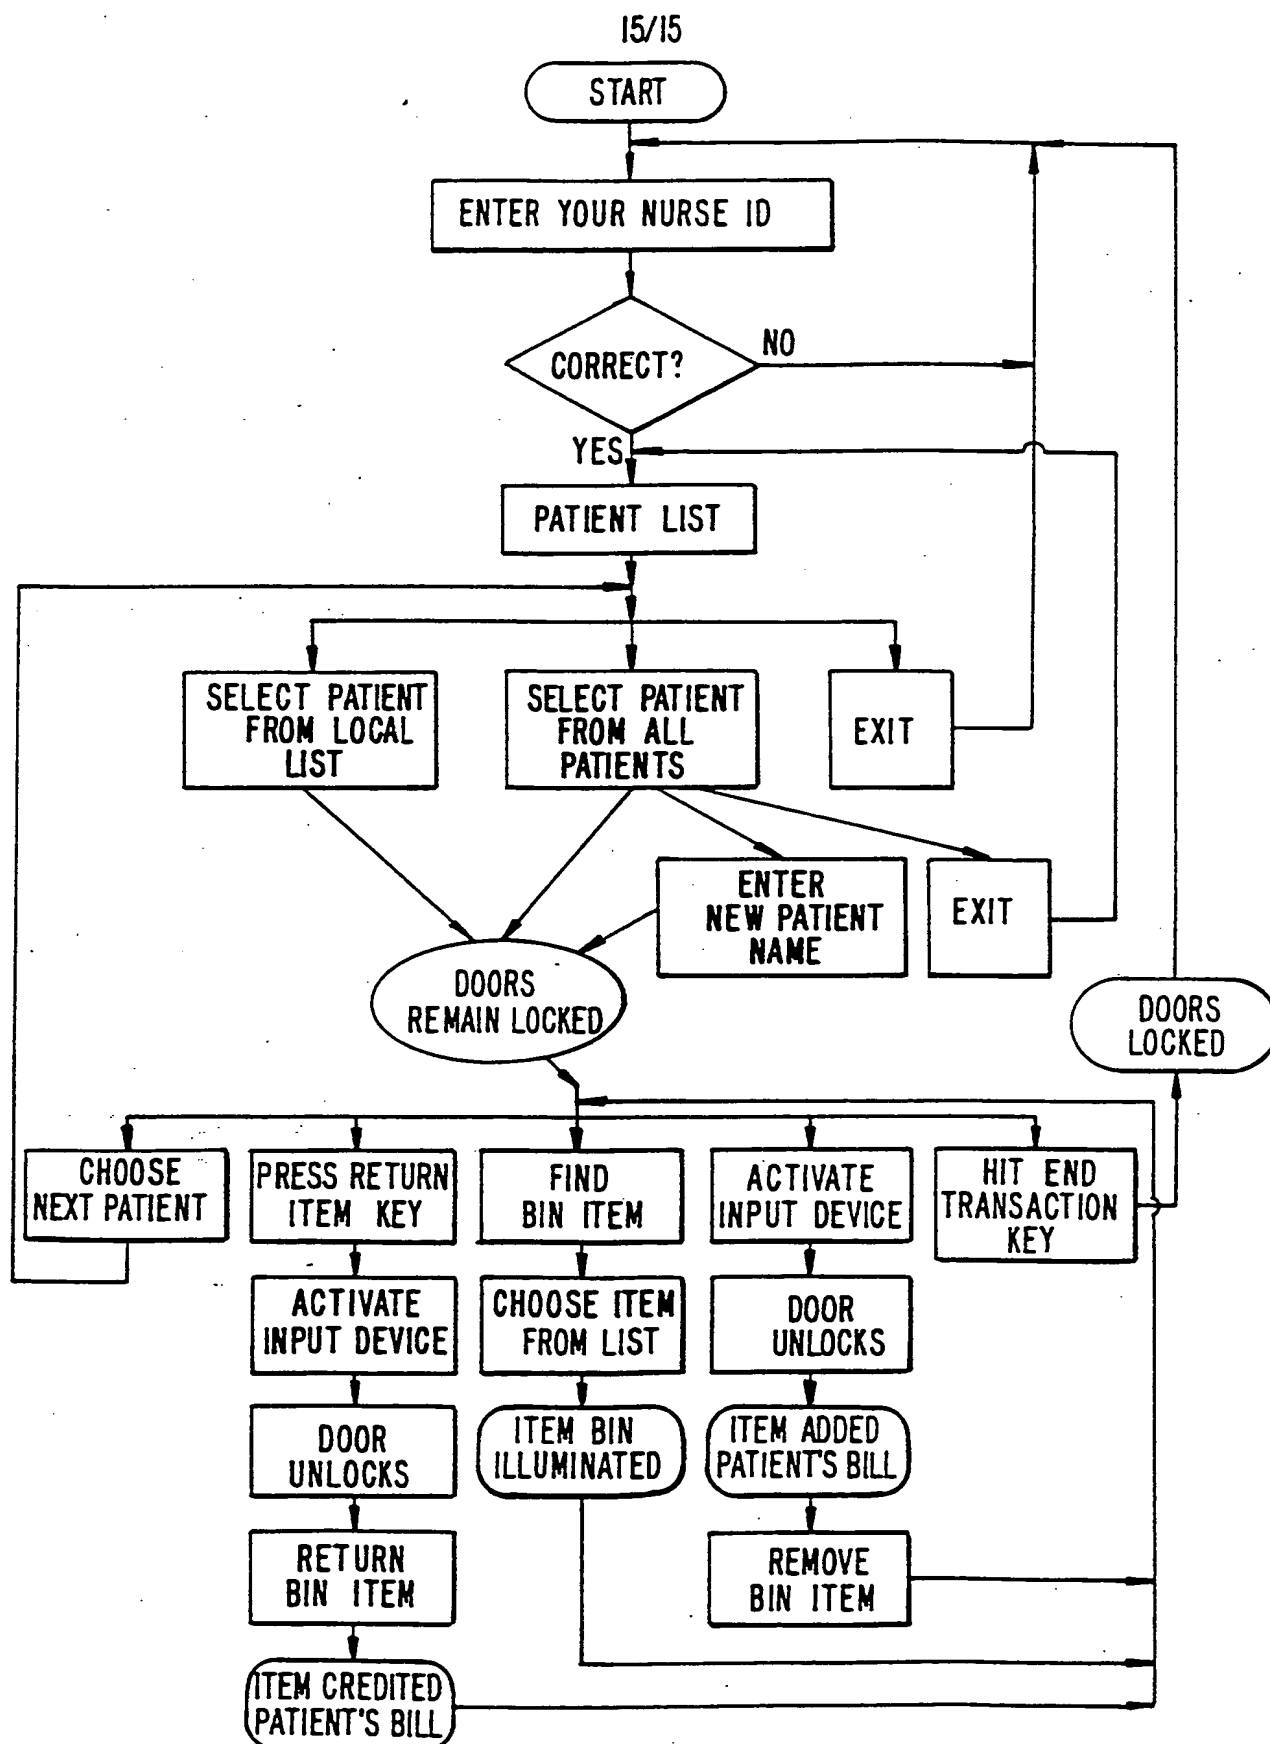 15/15
START
ENTER YOUR NURSE ID
CORRECT?
NO
YES
PATIENT LIST
SELECT PATIENT
FROM LOCAL
LIST
SELECT PATIENT
FROM ALL
PATIENTS
EXIT
ENTER
NEW PATIENT
NAME
EXIT
DOORS
REMAIN LOCKED
DOORS
LOCKED
CHOOSE
NEXT PATIENT
PRESS RETURN
ITEM KEY
FIND
BIN ITEM
ACTIVATE
INPUT DEVICE
HIT END
TRANSACTION
KEY
ACTIVATE
INPUT DEVICE
CHOOSE ITEM
FROM LIST
DOOR
UNLOCKS
DOOR
UNLOCKS
ITEM BIN
ILLUMINATED
ITEM ADDED
PATIENT'S BILL
RETURN
BIN ITEM
REMOVE
BIN ITEM
ITEM CREDITED
PATIENT'S BILL